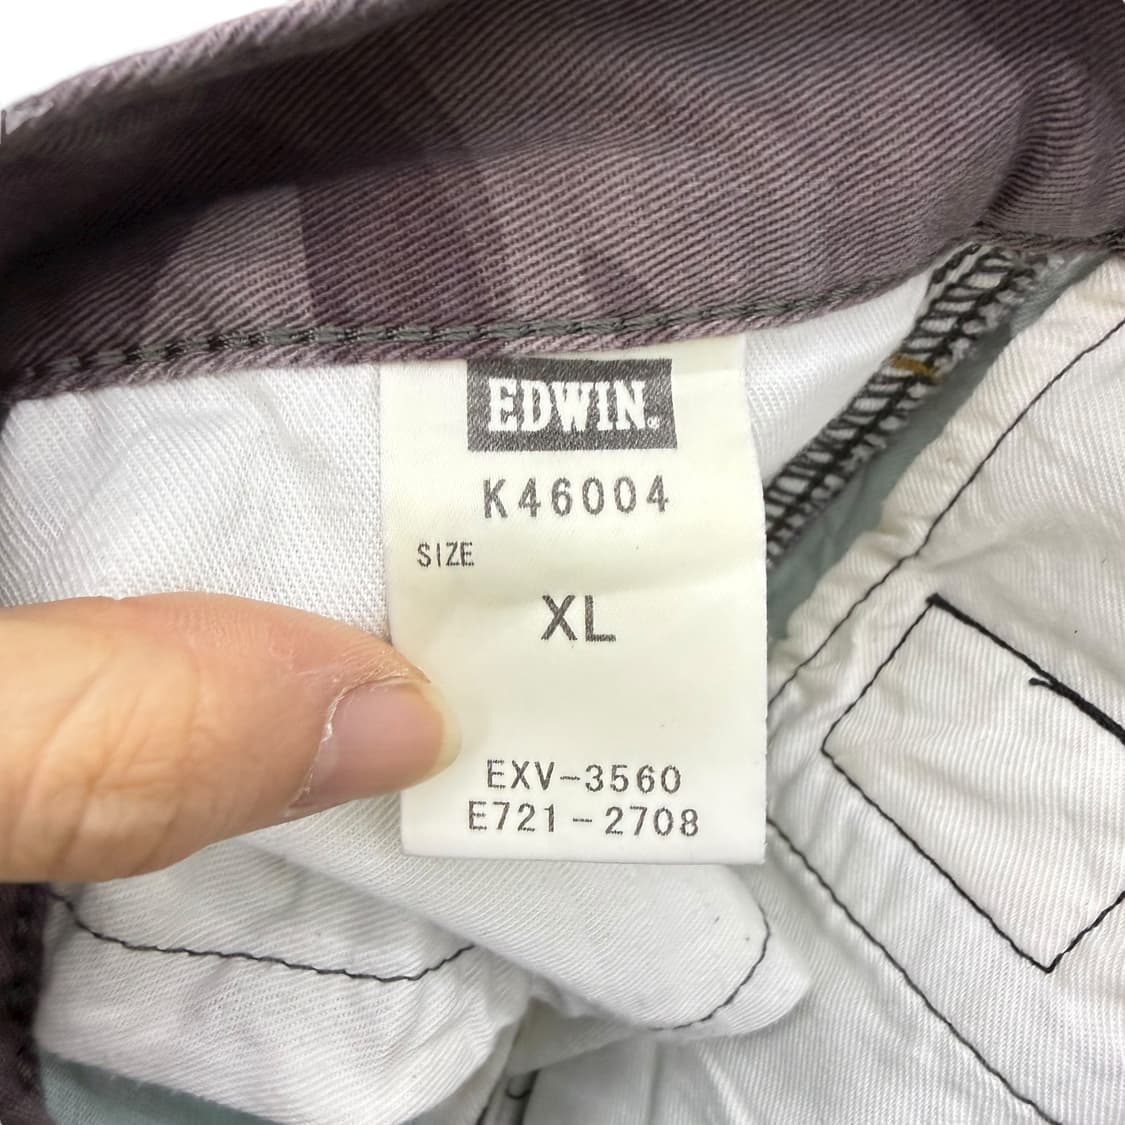 EDWIN®
K46004
SIZE
XL
EXV-3560
E721-2708